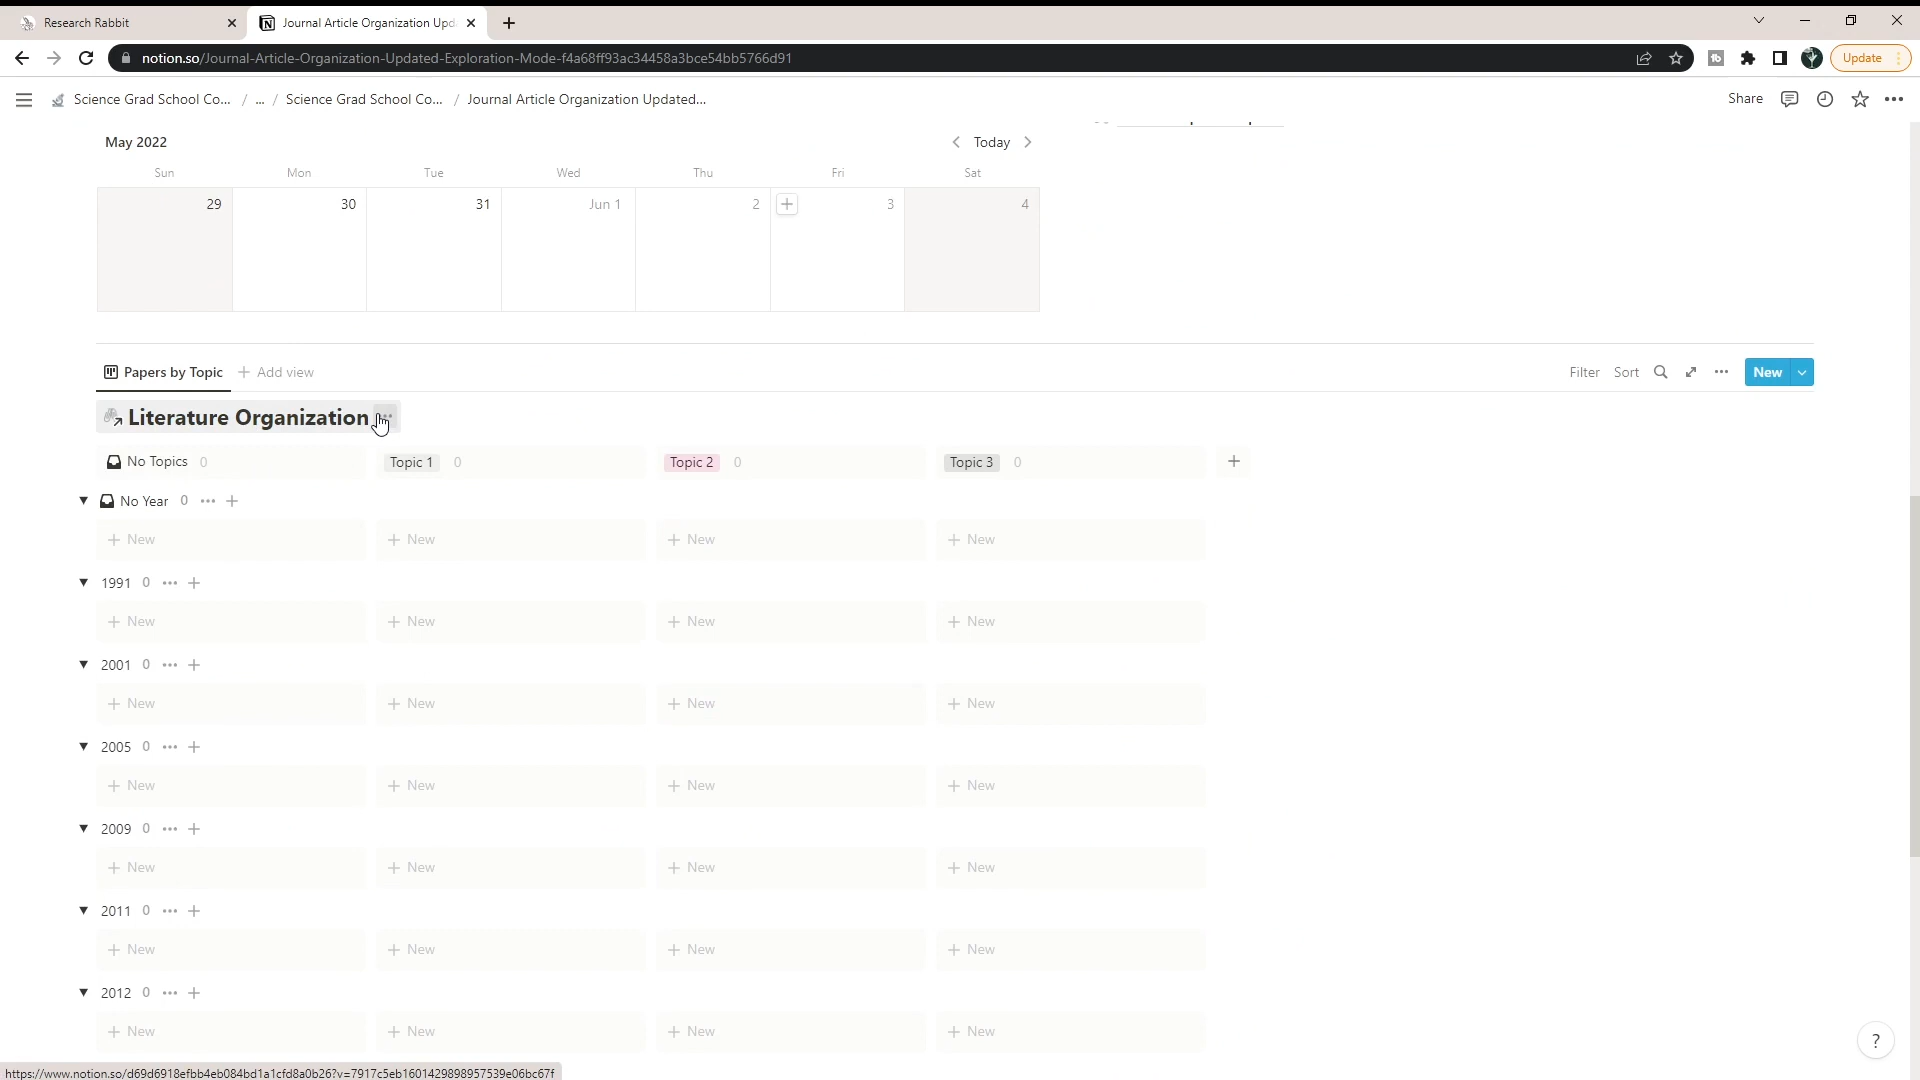 Research Rabbit
Journal Article Organization Upd
notion.so/Journal-Article-Organization-Updated-Exploration-Mode-f4a68ff93ac34458a3bce54bb5766d91
Update
Science Grad School Co... / ... / Science Grad School Co... / Journal Article Organization Updated...
Share
May 2022
Today
Sun Mon Tue Wed Thu Fri Sat
29 30 31 Jun 1 2 3 4
Papers by Topic
Add view
Filter Sort New
Literature Organization
No Topics 0 Topic 1 0 Topic 2 0 Topic 3 0
No Year 0
New New New New
1991 0
New New New New
2001 0
New New New New
2005 0
New New New New
2009 0
New New New New
2011 0
New New New New
2012 0
New New New New
?
https://www.notion.so/d69d6918efbb4eb084bd1a1cfd8a0b26?v=7917c5eb1601429898957539e06bc67f